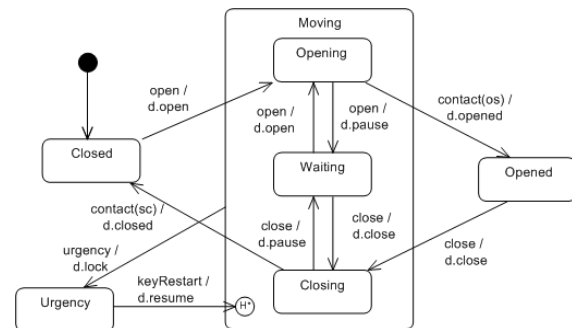 Moving
Opening
open /
d.open
open /
d.open
open /
d.pause
contact(os) /
d.opened
Closed
Waiting
Opened
contact(sc) /
d.closed
close /
d.pause
close /
d.close
close /
d.close
urgency /
d.lock
keyRestart /
d.resume
Urgency
H*
Closing